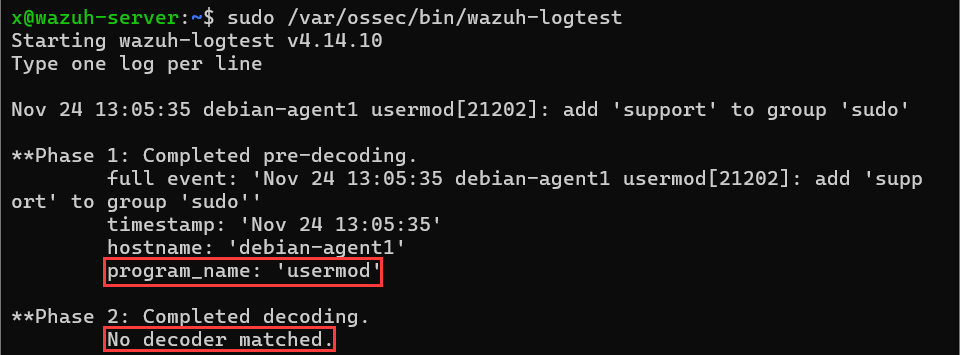 x@wazuh-server:~$ sudo /var/ossec/bin/wazuh-logtest
Starting wazuh-logtest v4.14.10
Type one log per line
Nov 24 13:05:35 debian-agent1 usermod[21202]: add 'support' to group 'sudo'
**Phase 1: Completed pre-decoding.
full event: 'Nov 24 13:05:35 debian-agent1 usermod[21202]: add 'supp
ort' to group 'sudo''
timestamp: 'Nov 24 13:05:35'
hostname: 'debian-agent1'
program_name: 'usermod'
**Phase 2: Completed decoding.
No decoder matched.